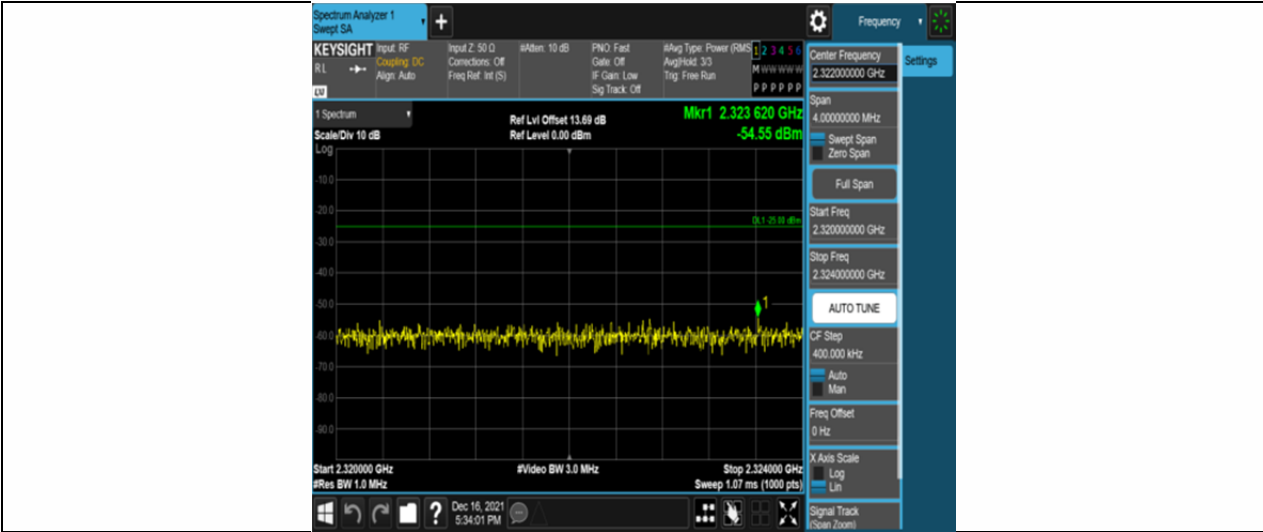 Spectrum Analyzer 1
Swept SA
+
Frequency
KEYSIGHT
RL
LV
Input: RF
Coupling: DC
Align: Auto
Input Z: 50 Ω
Corrections: Off
Freq Ref: Int (S)
#Atten: 10 dB
PNO: Fast
Gate: Off
IF Gain: Low
Sig Track: Off
#Avg Type: Power (RMS
Avg|Hold: 3/3
Trig: Free Run
1 2 3 4 5 6
M W W W W W
P P P P P P
1 Spectrum
Scale/Div 10 dB
Ref Lvl Offset 13.69 dB
Ref Level 0.00 dBm
Mkr1 2.323 620 GHz
-54.55 dBm
Log
-10.0
-20.0
DL1 -25.00 dBm
-30.0
-40.0
-50.0
1
-60.0
-70.0
-80.0
-90.0
Start 2.320000 GHz
#Res BW 1.0 MHz
#Video BW 3.0 MHz
Stop 2.324000 GHz
Sweep 1.07 ms (1000 pts)
Center Frequency
2.322000000 GHz
Settings
Span
4.00000000 MHz
Swept Span
Zero Span
Full Span
Start Freq
2.320000000 GHz
Stop Freq
2.324000000 GHz
AUTO TUNE
CF Step
400.000 kHz
Auto
Man
Freq Offset
0 Hz
X Axis Scale
Log
Lin
Signal Track
(Span Zoom)
?
Dec 16, 2021
5:34:01 PM